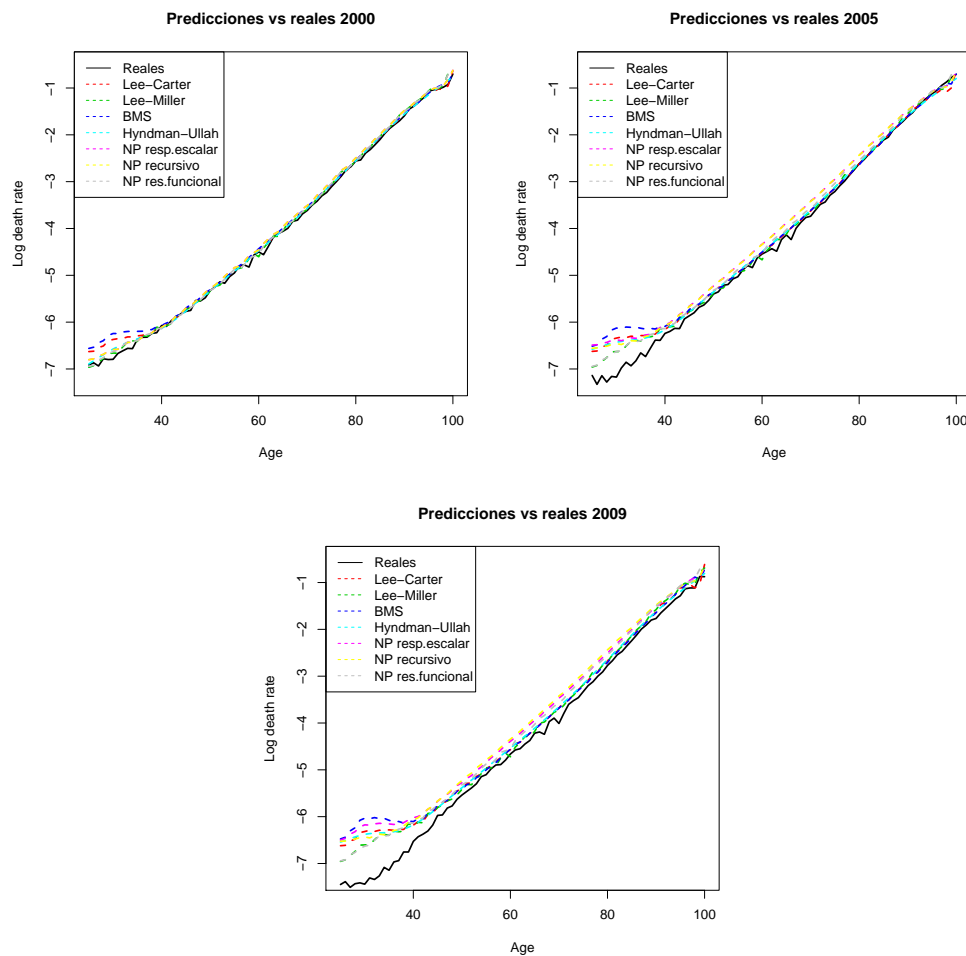 Predicciones vs reales 2000
Reales
Lee−Carter
Lee−Miller
BMS
Hyndman−Ullah
NP resp.escalar
NP recursivo
NP res.funcional
Log death rate
−1
−2
−3
−4
−5
−6
−7
40 60 80 100
Age
Predicciones vs reales 2005
Reales
Lee−Carter
Lee−Miller
BMS
Hyndman−Ullah
NP resp.escalar
NP recursivo
NP res.funcional
Log death rate
−1
−2
−3
−4
−5
−6
−7
40 60 80 100
Age
Predicciones vs reales 2009
Reales
Lee−Carter
Lee−Miller
BMS
Hyndman−Ullah
NP resp.escalar
NP recursivo
NP res.funcional
Log death rate
−1
−2
−3
−4
−5
−6
−7
40 60 80 100
Age